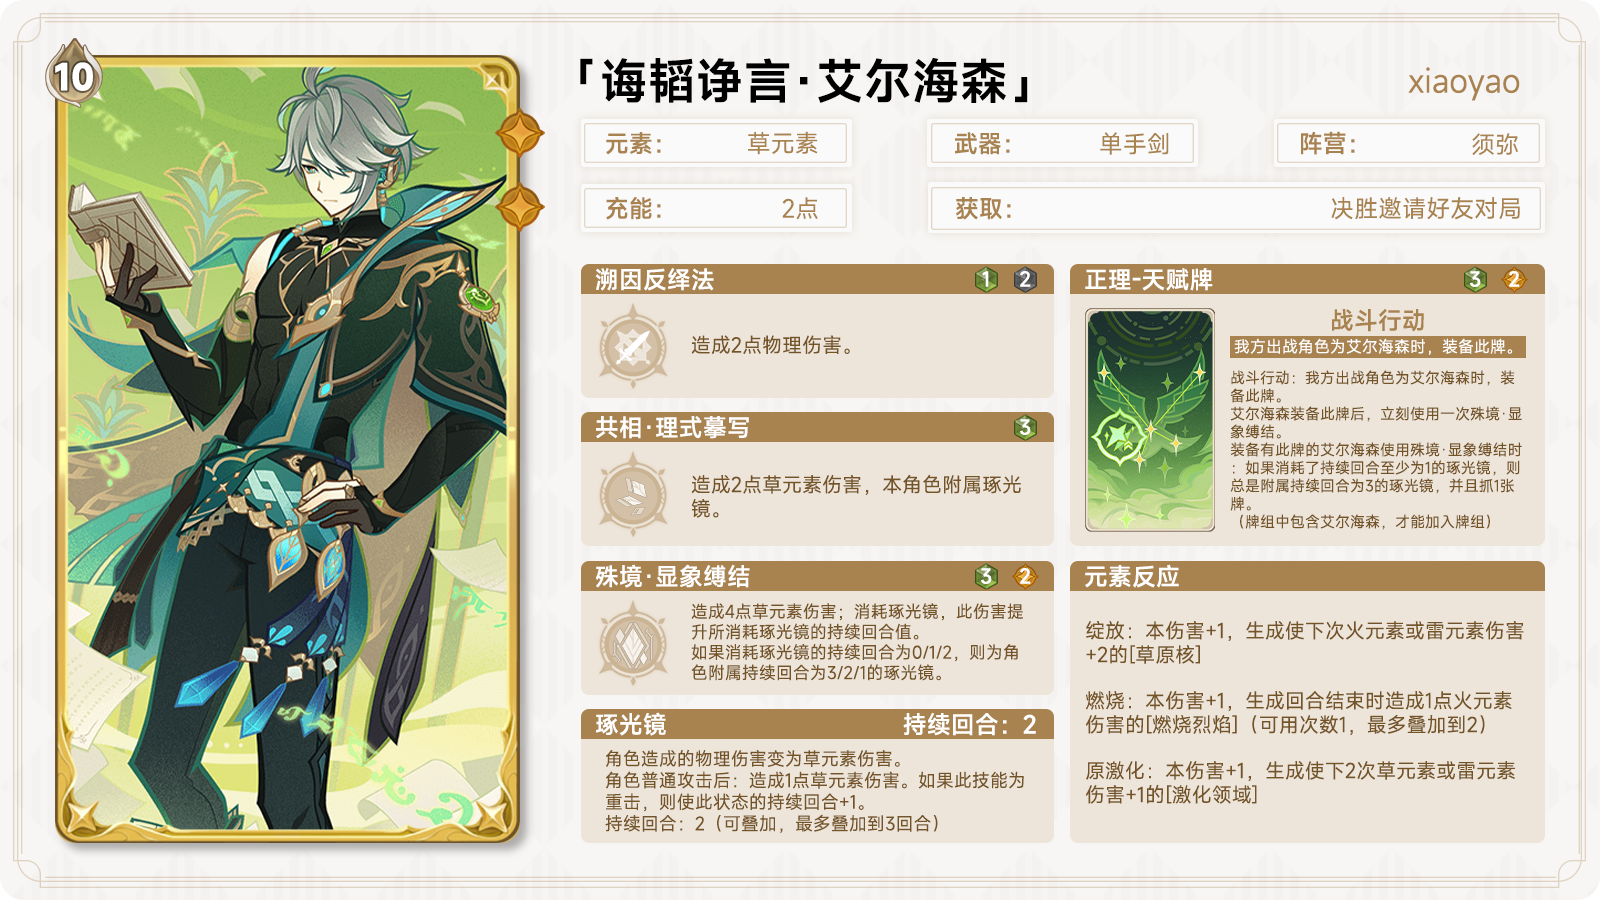 10
「诲韬诤言·艾尔海森」
xiaoyao
元素： 草元素
武器： 单手剑
阵营： 须弥
充能： 2点
获取： 决胜邀请好友对局
溯因反绎法 1 2
造成2点物理伤害。
共相·理式摹写 3
造成2点草元素伤害，本角色附属琢光
镜。
殊境·显象缚结 3 2
造成4点草元素伤害；消耗琢光镜，此伤害提
升所消耗琢光镜的持续回合值。
如果消耗琢光镜的持续回合为0/1/2，则为角
色附属持续回合为3/2/1的琢光镜。
琢光镜 持续回合：2
角色造成的物理伤害变为草元素伤害。
角色普通攻击后：造成1点草元素伤害。如果此技能为
重击，则使此状态的持续回合+1。
持续回合：2（可叠加，最多叠加到3回合）
正理-天赋牌 3 2
战斗行动
我方出战角色为艾尔海森时，装备此牌。
战斗行动：我方出战角色为艾尔海森时，装
备此牌。
艾尔海森装备此牌后，立刻使用一次殊境·显
象缚结。
装备有此牌的艾尔海森使用殊境·显象缚结时
：如果消耗了持续回合至少为1的琢光镜，则
总是附属持续回合为3的琢光镜，并且抓1张
牌。
（牌组中包含艾尔海森，才能加入牌组）
元素反应
绽放：本伤害+1，生成使下次火元素或雷元素伤害
+2的[草原核]
燃烧：本伤害+1，生成回合结束时造成1点火元素
伤害的[燃烧烈焰]（可用次数1，最多叠加到2）
原激化：本伤害+1，生成使下2次草元素或雷元素
伤害+1的[激化领域]